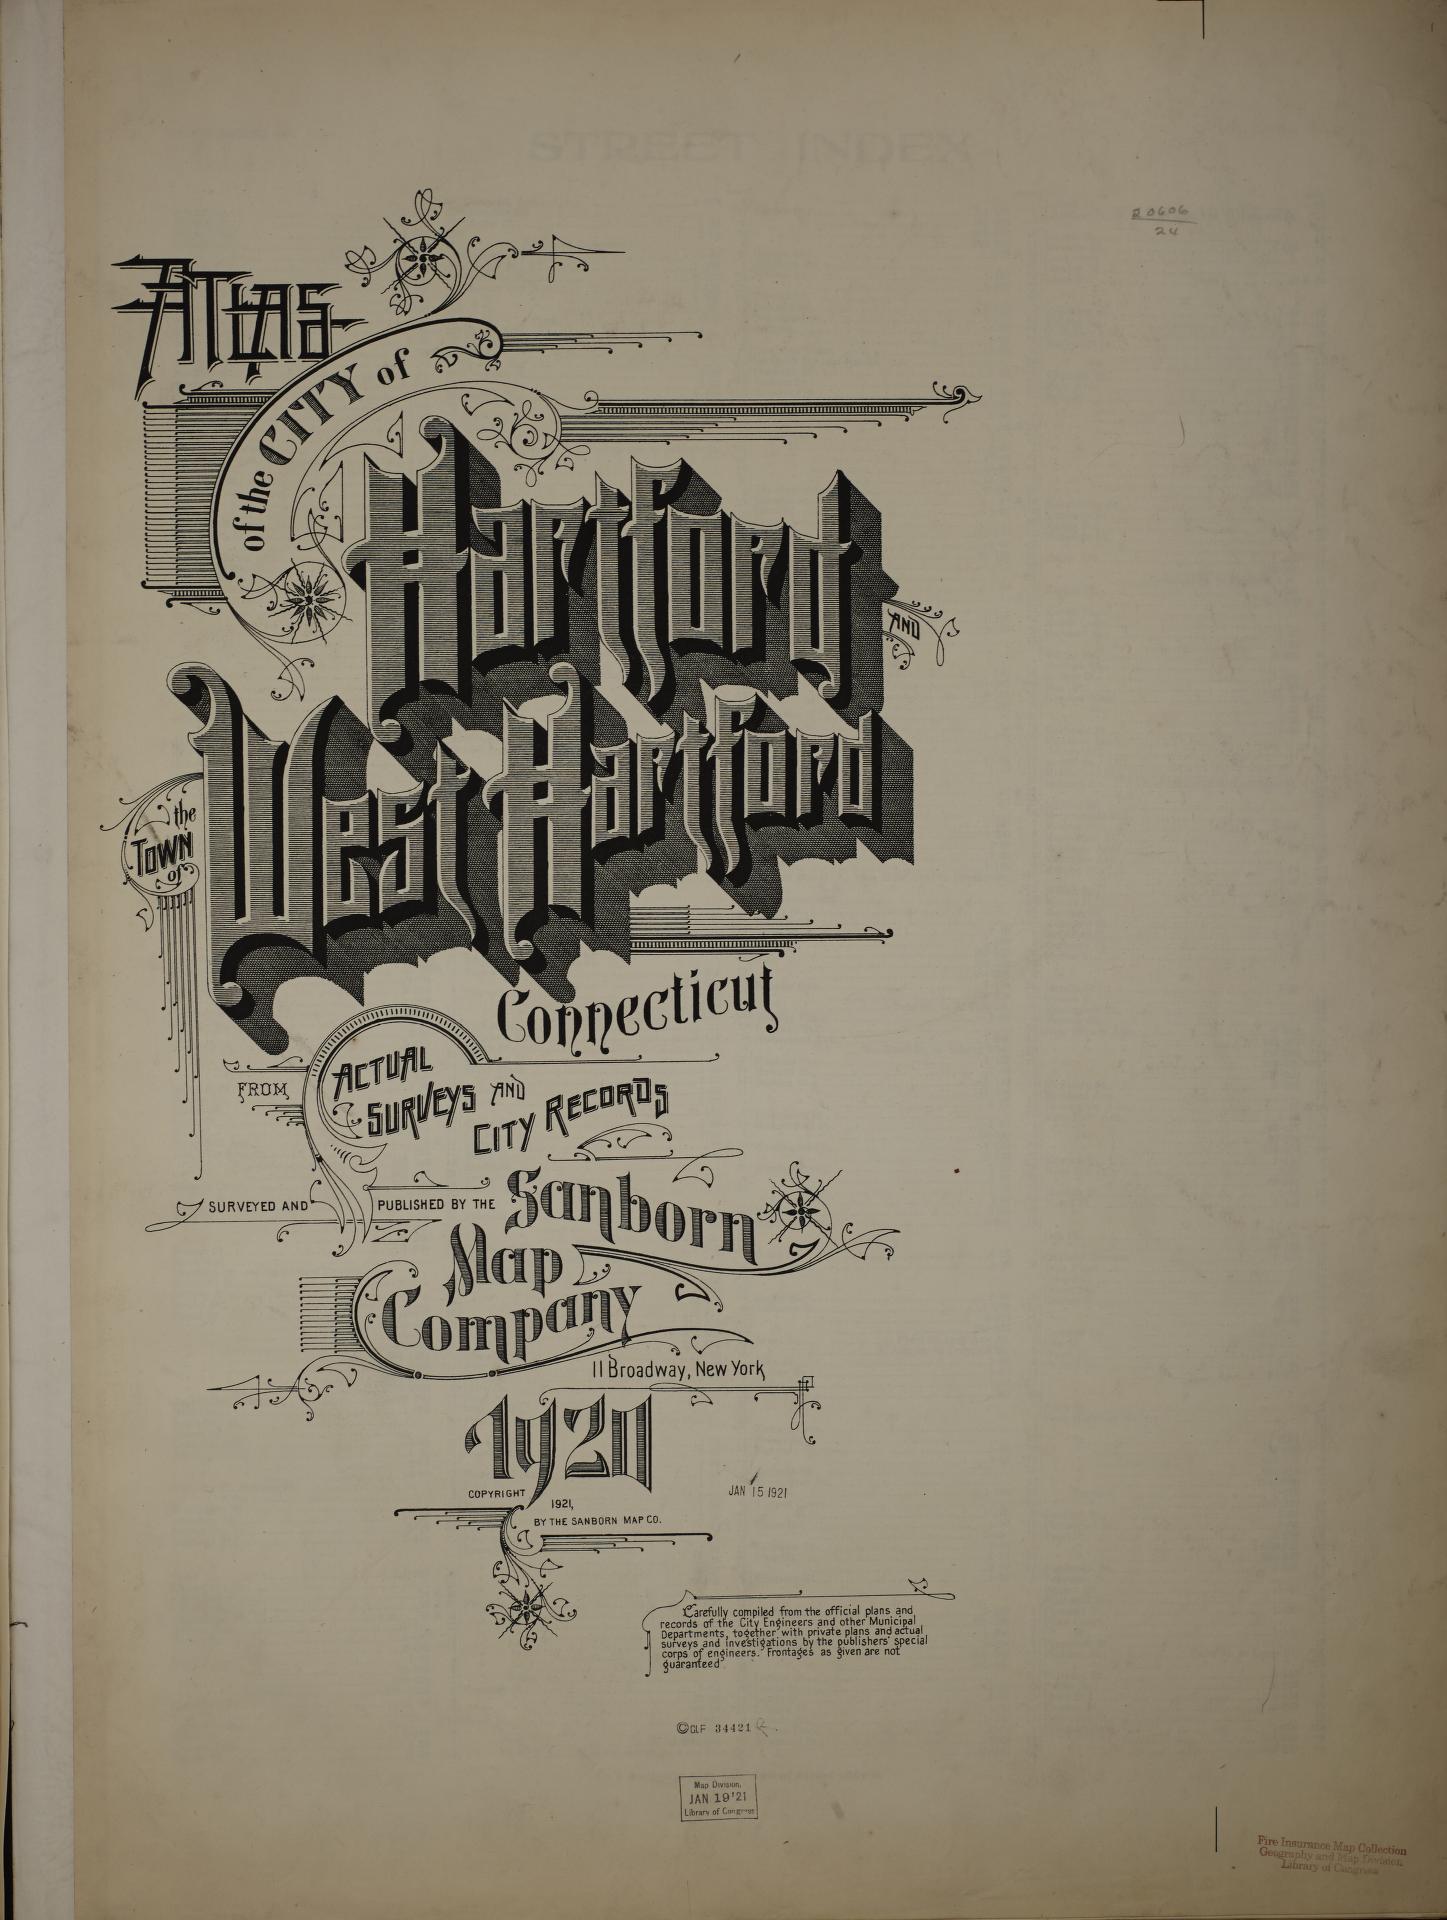 STREET INDEX
20606
24
ATLAS
of the CITY of
Hartford
AND
the
TOWN
of
West Hartford
Connecticut
FROM
ACTUAL
SURVEYS AND
CITY RECORDS
SURVEYED AND PUBLISHED BY THE Sanborn
Map
Company
11 Broadway, New York
1920
COPYRIGHT 1921,
BY THE SANBORN MAP CO.
JAN 15 1921
Carefully compiled from the official plans and
records of the City Engineers and other Municipal
Departments, together with private plans and actual
surveys and investigations by the publishers' special
corps of engineers. Frontages as given are not
guaranteed
©CLF 34421
Map Division,
JAN 19 '21
Library of Congress
Fire Insurance Map Collection
Geography and Map Division
Library of Congress